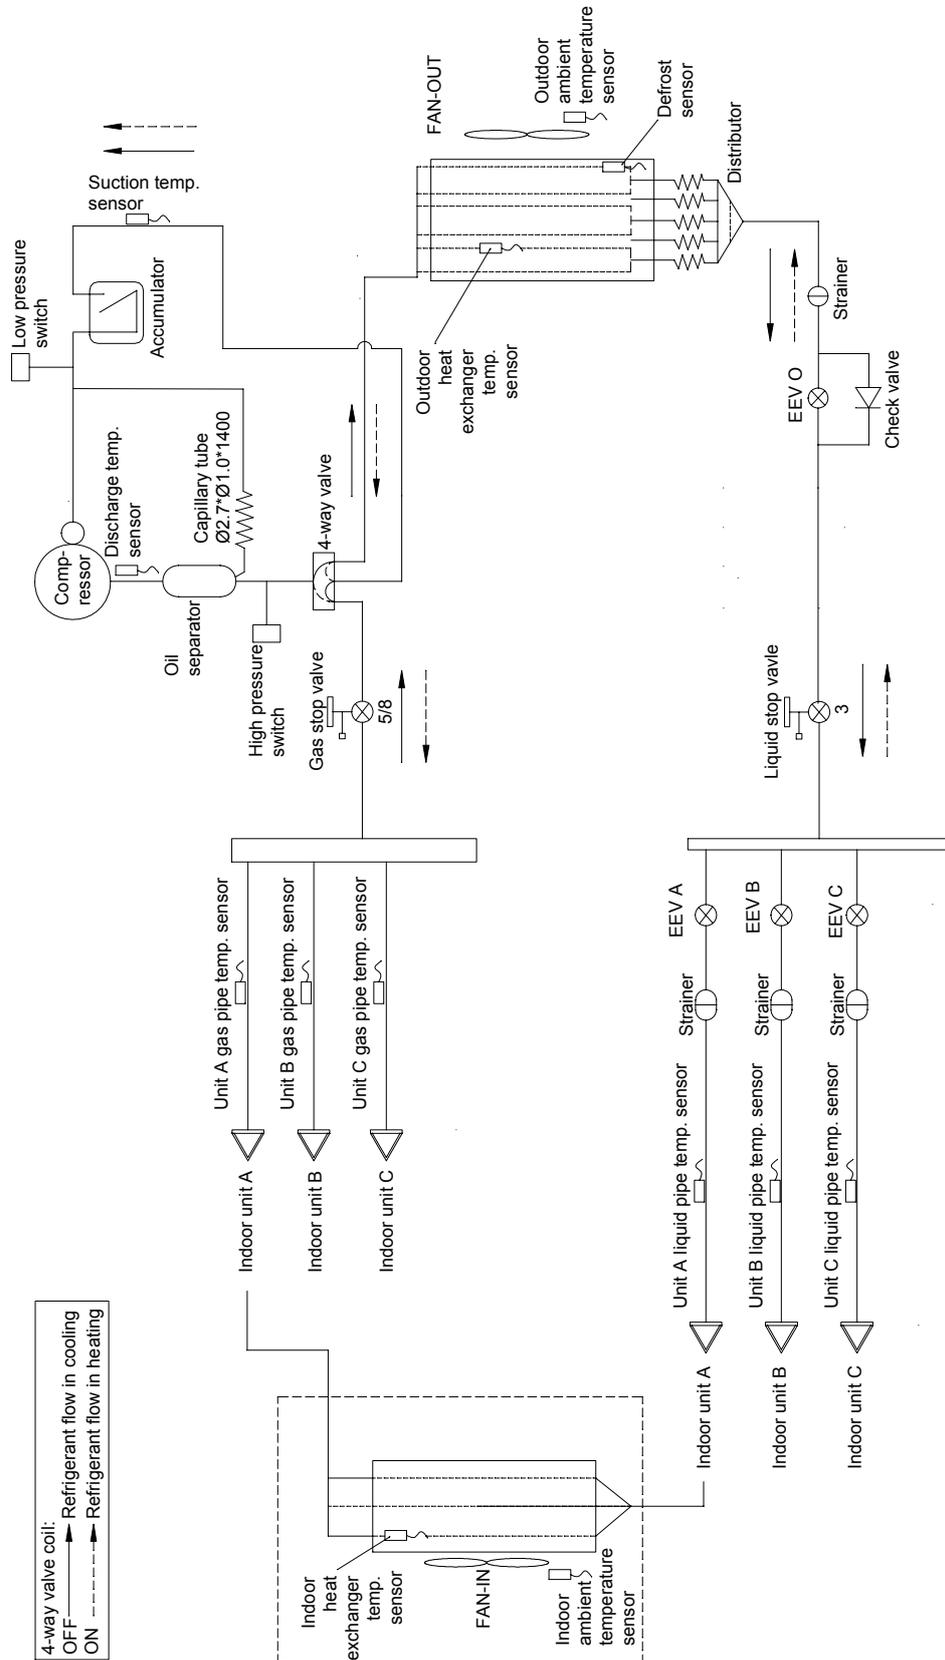 4-way valve coil:
OFF Refrigerant flow in cooling
ON Refrigerant flow in heating
Indoor
heat
exchanger
temp.
sensor
FAN-IN
Indoor
ambient
temperature
sensor
Indoor unit A
Indoor unit B
Indoor unit C
Unit A gas pipe temp. sensor
Unit B gas pipe temp. sensor
Unit C gas pipe temp. sensor
Indoor unit A
Indoor unit B
Indoor unit C
Unit A liquid pipe temp. sensor
Unit B liquid pipe temp. sensor
Unit C liquid pipe temp. sensor
Strainer
Strainer
Strainer
EEV A
EEV B
EEV C
Gas stop valve
5/8
Liquid stop vavle
3
High pressure
switch
Oil
separator
Comp-
ressor
Discharge temp.
sensor
Capillary tube
Ø2.7*Ø1.0*1400
4-way valve
Low pressure
switch
Accumulator
Suction temp.
sensor
Outdoor
heat
exchanger
temp.
sensor
FAN-OUT
Outdoor
ambient
temperature
sensor
Defrost
sensor
Distributor
Strainer
EEV O
Check valve